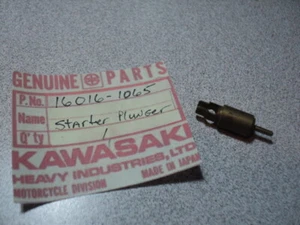 GENUINE PARTS
P.No. 16016-1065
Name Starter Plunger
Q'ty 1
KAWASAKI
HEAVY INDUSTRIES, LTD.
MOTORCYCLE DIVISION MADE IN JAPAN